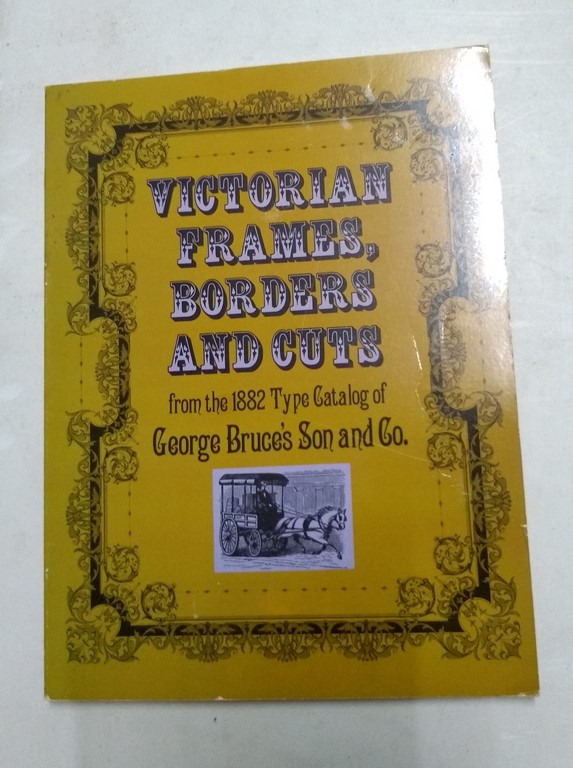 VICTORIAN
FRAMES,
BORDERS
AND CUTS
from the 1882 Type Catalog of
George Bruce's Son and Co.